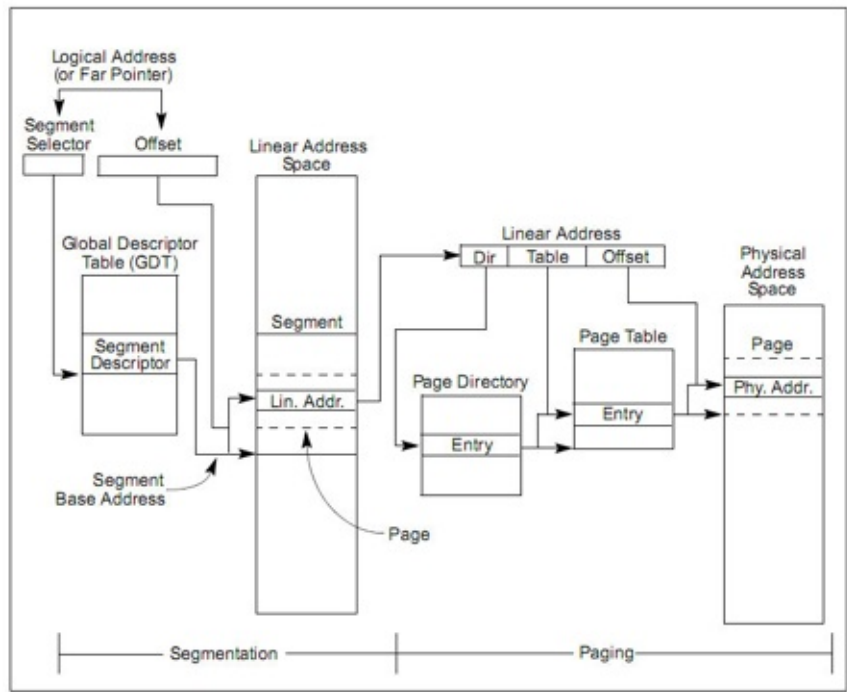 Logical Address
(or Far Pointer)
Segment
Selector
Offset
Linear Address
Space
Global Descriptor
Table (GDT)
Segment
Descriptor
Segment
Lin. Addr.
Segment
Base Address
Page
Linear Address
Dir
Table
Offset
Physical
Address
Space
Page Directory
Entry
Page Table
Entry
Page
Phy. Addr.
Segmentation
Paging